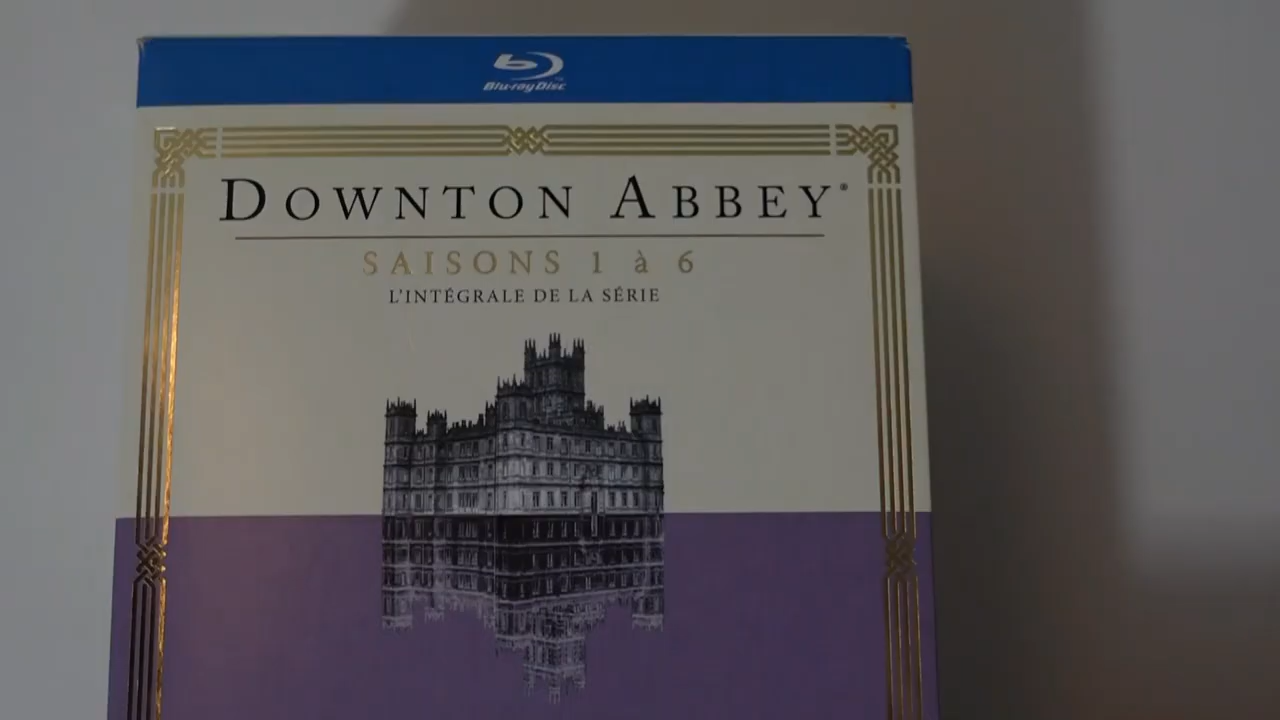 Blu-ray Disc
DOWNTON ABBEY®
SAISONS 1 à 6
L'INTÉGRALE DE LA SÉRIE